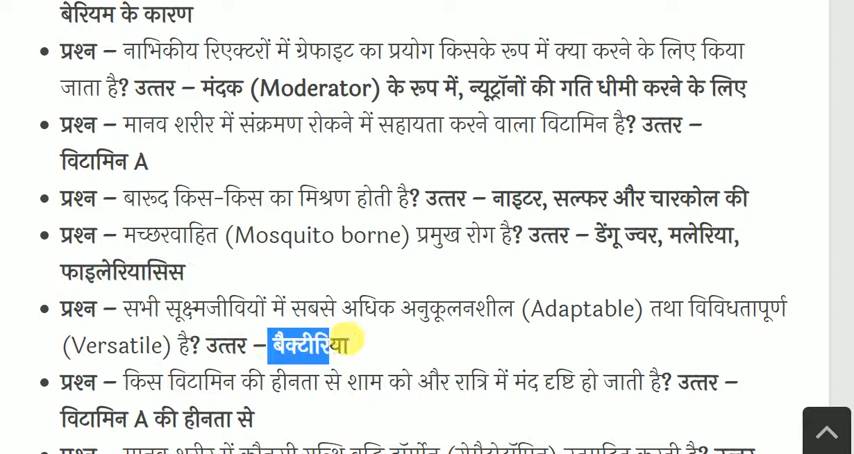 बेरियम के कारण
प्रश्न – नाभिकीय रिएक्टरों में ग्रेफाइट का प्रयोग किसके रूप में क्या करने के लिए किया
जाता है? उत्तर – मंदक (Moderator) के रूप में, न्यूट्रॉनों की गति धीमी करने के लिए
प्रश्न – मानव शरीर में संक्रमण रोकने में सहायता करने वाला विटामिन है? उत्तर –
विटामिन A
प्रश्न – बारूद किस-किस का मिश्रण होती है? उत्तर – नाइटर, सल्फर और चारकोल की
प्रश्न – मच्छरवाहित (Mosquito borne) प्रमुख रोग है? उत्तर – डेंगू ज्वर, मलेरिया,
फाइलेरियासिस
प्रश्न – सभी सूक्ष्मजीवियों में सबसे अधिक अनुकूलनशील (Adaptable) तथा विविधतापूर्ण
(Versatile) है? उत्तर – बैक्टीरिया
प्रश्न – किस विटामिन की हीनता से शाम को और रात्रि में मंद दृष्टि हो जाती है? उत्तर –
विटामिन A की हीनता से